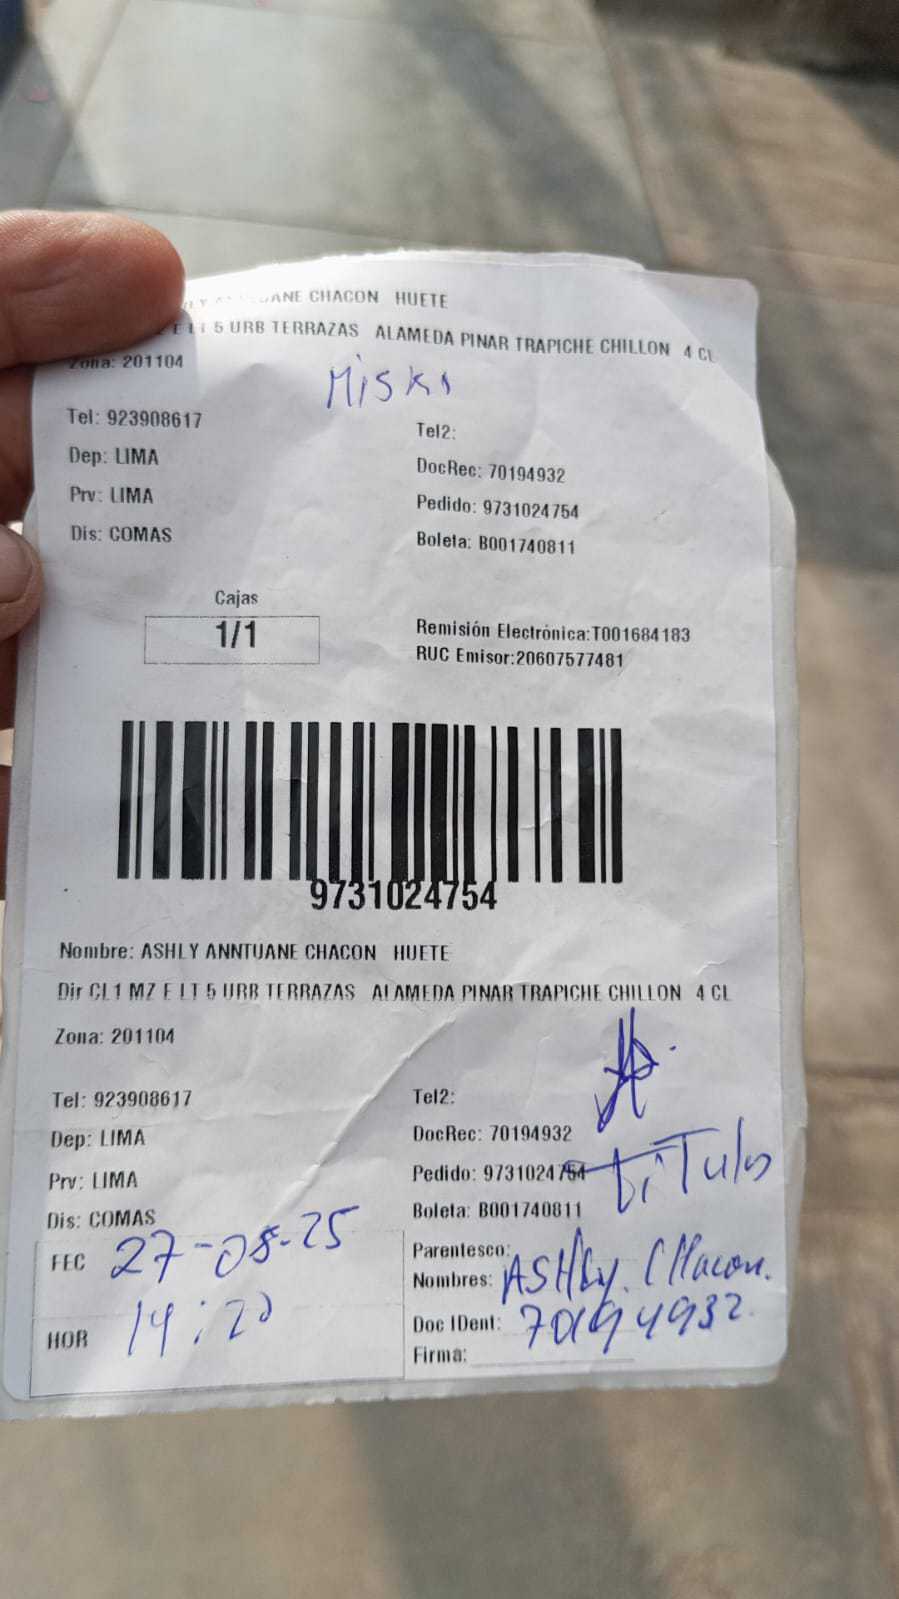 ANE CHACON HUETE
E LT 5 URB TERRAZAS ALAMEDA PINAR TRAPICHE CHILLON 4 CL
Zona: 201104
Tel: 923908617
Tel2:
Dep: LIMA
DocRec: 70194932
Prv: LIMA
Pedido: 9731024754
Dis: COMAS
Boleta: B001740811
Cajas
1/1
Remisión Electrónica:T001684183
RUC Emisor:20607577481
9731024754
Nombre: ASHLY ANNTUANE CHACON HUETE
Dir CL1 MZ E LT 5 URB TERRAZAS ALAMEDA PINAR TRAPICHE CHILLON 4 CL
Zona: 201104
Tel: 923908617
Tel2:
Dep: LIMA
DocRec: 70194932
Prv: LIMA
Pedido: 9731024754
TiTulos
Dis: COMAS
Boleta: B001740811
FEC 27-08-25
Parentesco:
Nombres: ASHly. CHacon.
HOR 14:20
Doc IDent: 70194932
Firma: